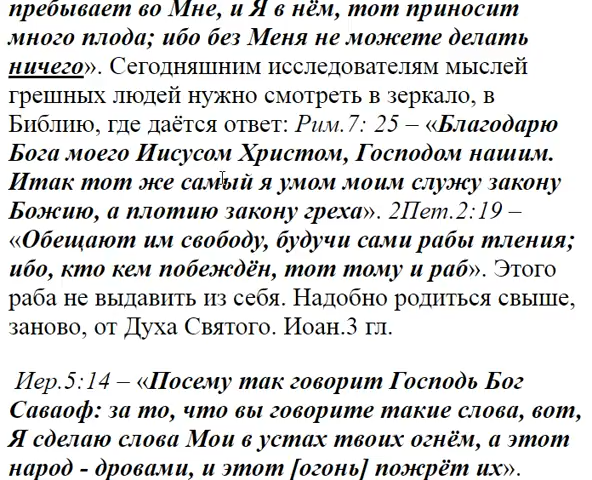 пребывает во Мне, и Я в нём, тот приносит
много плода; ибо без Меня не можете делать
ничего». Сегодняшним исследователям мыслей
грешных людей нужно смотреть в зеркало, в
Библию, где даётся ответ: Рим.7: 25 – «Благодарю
Бога моего Иисусом Христом, Господом нашим.
Итак тот же самый я умом моим служу закону
Божию, а плотию закону греха». 2Пет.2:19 –
«Обещают им свободу, будучи сами рабы тления;
ибо, кто кем побеждён, тот тому и раб». Этого
раба не выдавить из себя. Надобно родиться свыше,
заново, от Духа Святого. Иоан.3 гл.
Иер.5:14 – «Посему так говорит Господь Бог
Саваоф: за то, что вы говорите такие слова, вот,
Я сделаю слова Мои в устах твоих огнём, а этот
народ - дровами, и этот [огонь] пожрёт их».